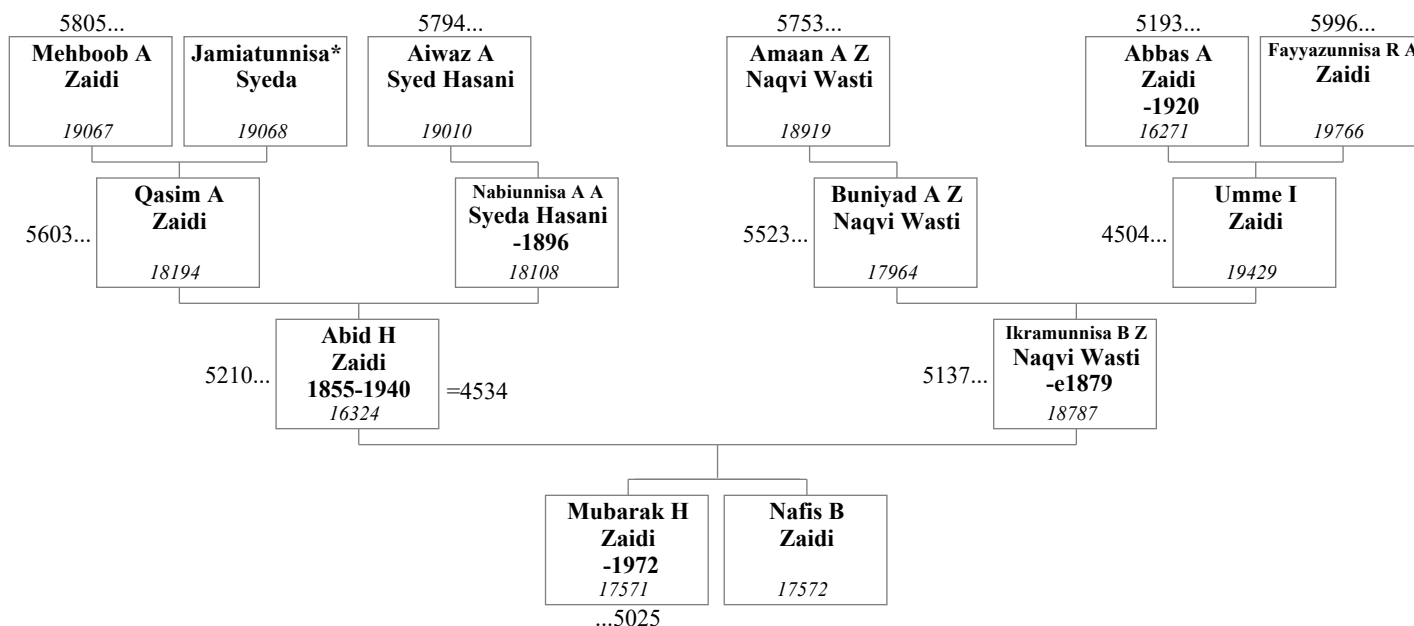 5805...
5794...
5753...
5193...
5996...
Mehboob A
Zaidi
19067
Jamiatunnisa*
Syeda
19068
Aiwaz A
Syed Hasani
19010
Amaan A Z
Naqvi Wasti
18919
Abbas A
Zaidi
-1920
16271
Fayyazunnisa R A
Zaidi
19766
5603...
Qasim A
Zaidi
18194
Nabiunnisa A A
Syeda Hasani
-1896
18108
5523...
Buniyad A Z
Naqvi Wasti
17964
4504...
Umme I
Zaidi
19429
5210...
Abid H
Zaidi
1855-1940
16324
=4534
5137...
Ikramunnisa B Z
Naqvi Wasti
-e1879
18787
Mubarak H
Zaidi
-1972
17571
...5025
Nafis B
Zaidi
17572